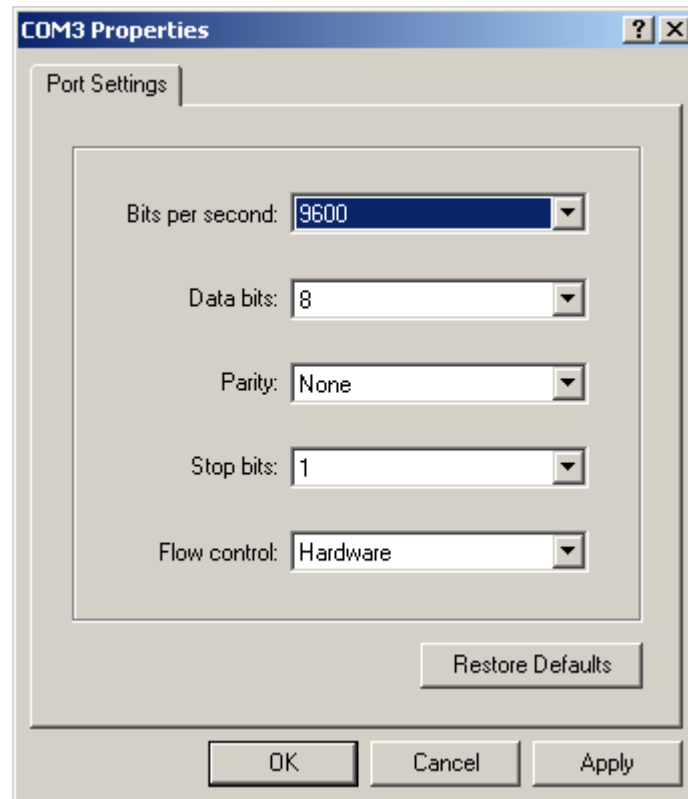 COM3 Properties
Port Settings
Bits per second: 9600
Data bits: 8
Parity: None
Stop bits: 1
Flow control: Hardware
Restore Defaults
OK Cancel Apply